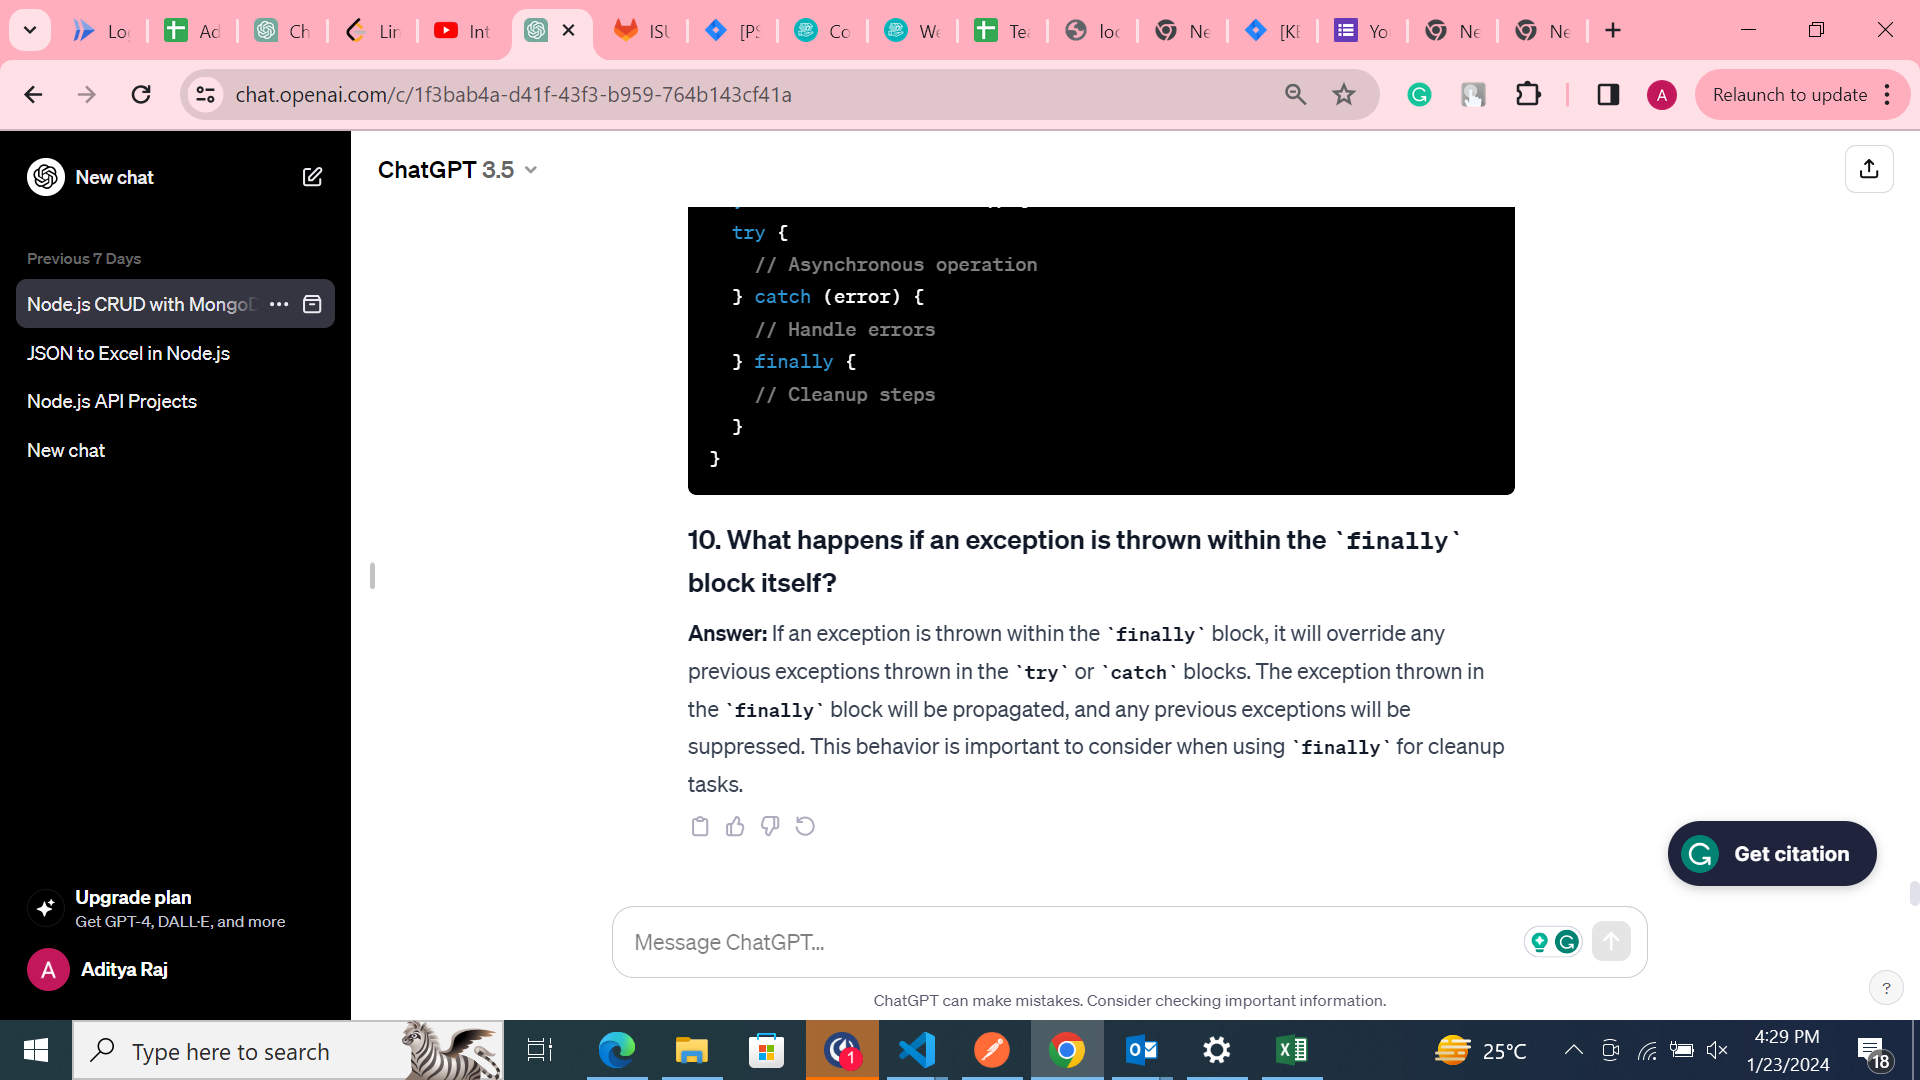 Lo
Ad
Ch
Lin
Int
ISU
[PS
Co
We
Tea
loc
Ne
[KE
Yo
Ne
Ne
chat.openai.com/c/1f3bab4a-d41f-43f3-b959-764b143cf41a
A
Relaunch to update
New chat
ChatGPT 3.5
Previous 7 Days
Node.js CRUD with MongoD
JSON to Excel in Node.js
Node.js API Projects
New chat
try {
// Asynchronous operation
} catch (error) {
// Handle errors
} finally {
// Cleanup steps
}
}
10. What happens if an exception is thrown within the `finally`
block itself?
Answer: If an exception is thrown within the `finally` block, it will override any
previous exceptions thrown in the `try` or `catch` blocks. The exception thrown in
the `finally` block will be propagated, and any previous exceptions will be
suppressed. This behavior is important to consider when using `finally` for cleanup
tasks.
Get citation
Upgrade plan
Get GPT-4, DALL·E, and more
A
Aditya Raj
Message ChatGPT...
ChatGPT can make mistakes. Consider checking important information.
?
Type here to search
1
25°C
4:29 PM
1/23/2024
18